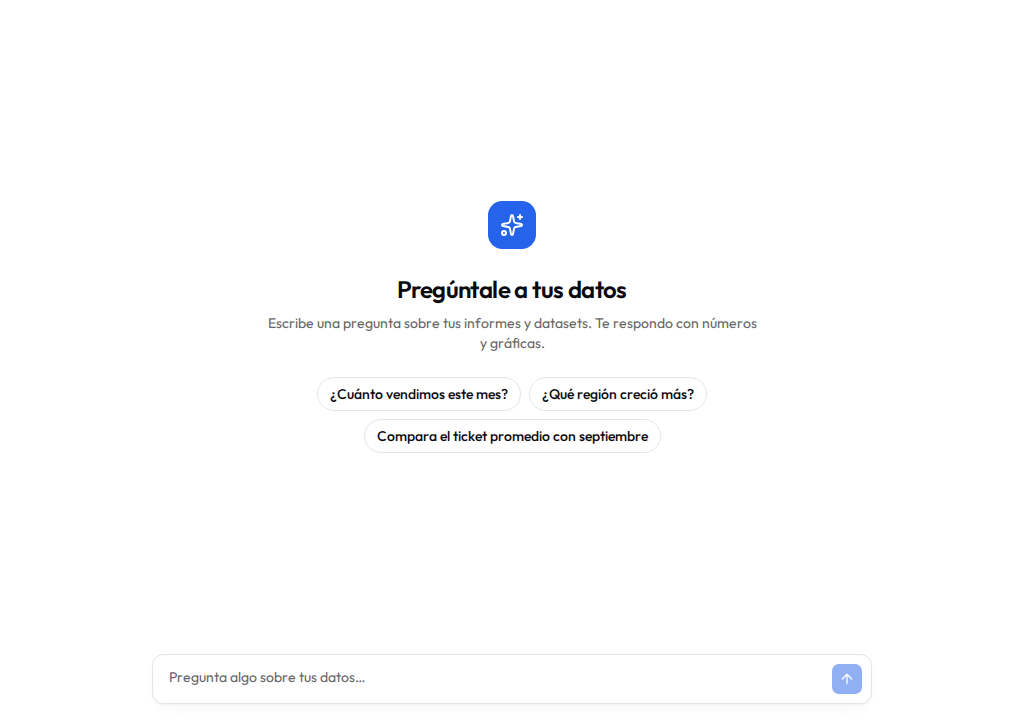 Pregúntale a tus datos
Escribe una pregunta sobre tus informes y datasets. Te respondo con números
y gráficas.
¿Cuánto vendimos este mes?
¿Qué región creció más?
Compara el ticket promedio con septiembre
Pregunta algo sobre tus datos…